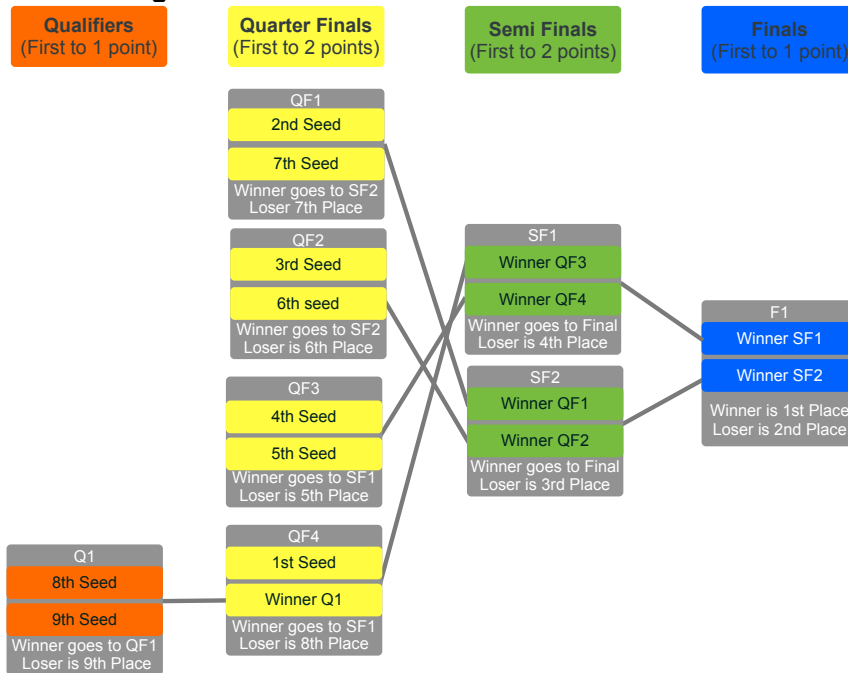 Qualifiers
(First to 1 point)
Quarter Finals
(First to 2 points)
Semi Finals
(First to 2 points)
Finals
(First to 1 point)
QF1
2nd Seed
7th Seed
Winner goes to SF2
Loser 7th Place
QF2
3rd Seed
6th seed
Winner goes to SF2
Loser is 6th Place
QF3
4th Seed
5th Seed
Winner goes to SF1
Loser is 5th Place
QF4
1st Seed
Winner Q1
Winner goes to SF1
Loser is 8th Place
Q1
8th Seed
9th Seed
Winner goes to QF1
Loser is 9th Place
SF1
Winner QF3
Winner QF4
Winner goes to Final
Loser is 4th Place
SF2
Winner QF1
Winner QF2
Winner goes to Final
Loser is 3rd Place
F1
Winner SF1
Winner SF2
Winner is 1st Place
Loser is 2nd Place